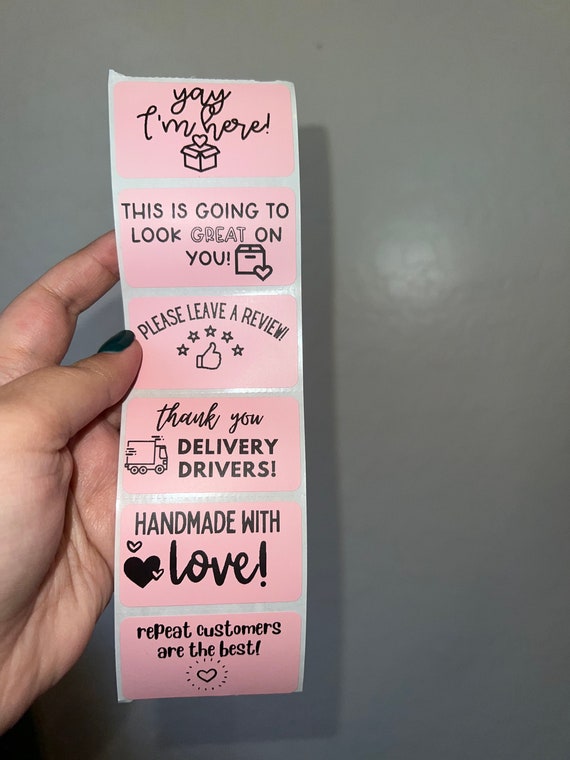 yay
I'm here!
THIS IS GOING TO
LOOK GREAT ON
YOU!
PLEASE LEAVE A REVIEW!
thank you
DELIVERY
DRIVERS!
HANDMADE WITH
love!
rePeat customers
are the best!